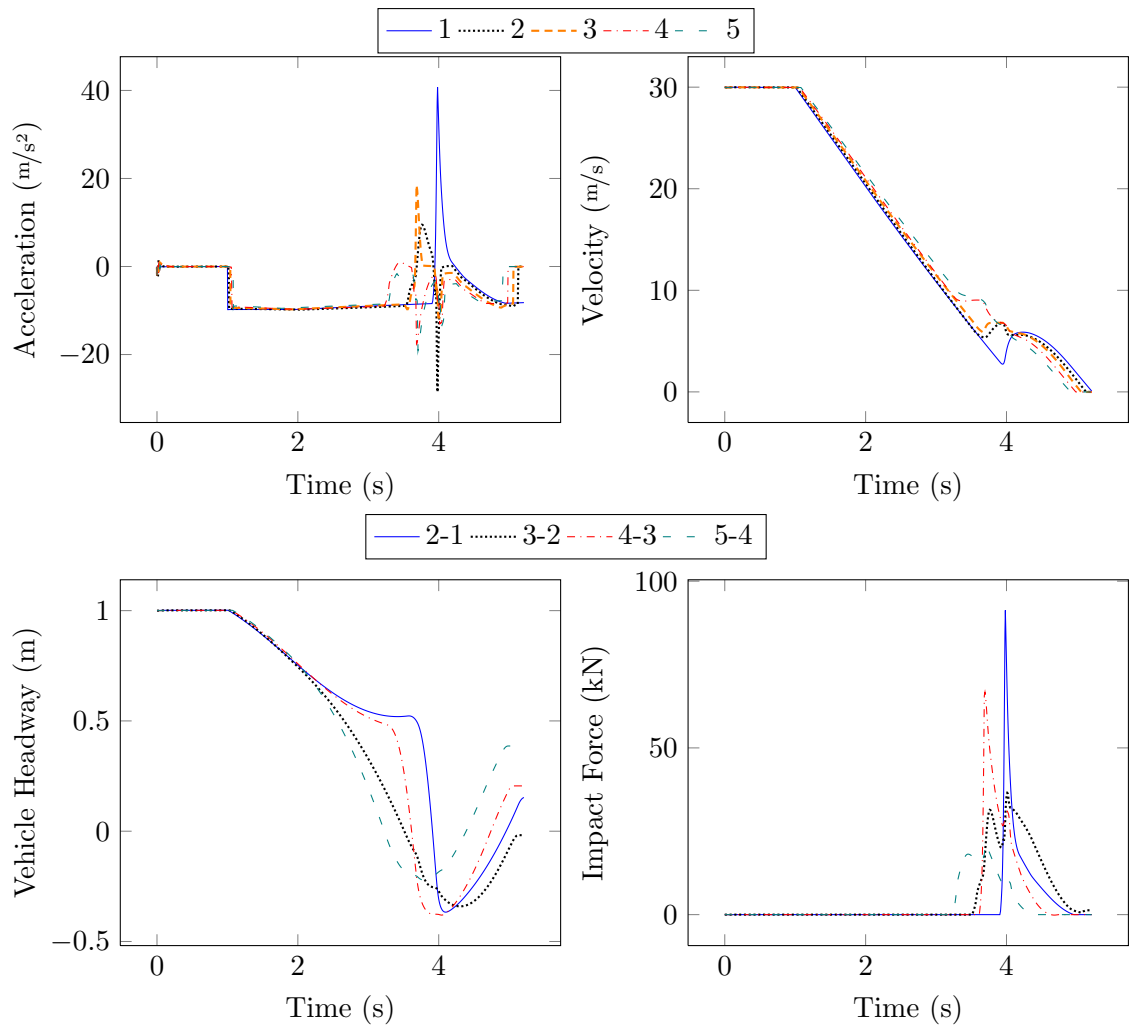 1 2 3 4 5
Acceleration (m/s²)
40
20
0
−20
0 2 4
Time (s)
Velocity (m/s)
30
20
10
0
0 2 4
Time (s)
2-1 3-2 4-3 5-4
Vehicle Headway (m)
1
0.5
0
−0.5
0 2 4
Time (s)
Impact Force (kN)
100
50
0
0 2 4
Time (s)